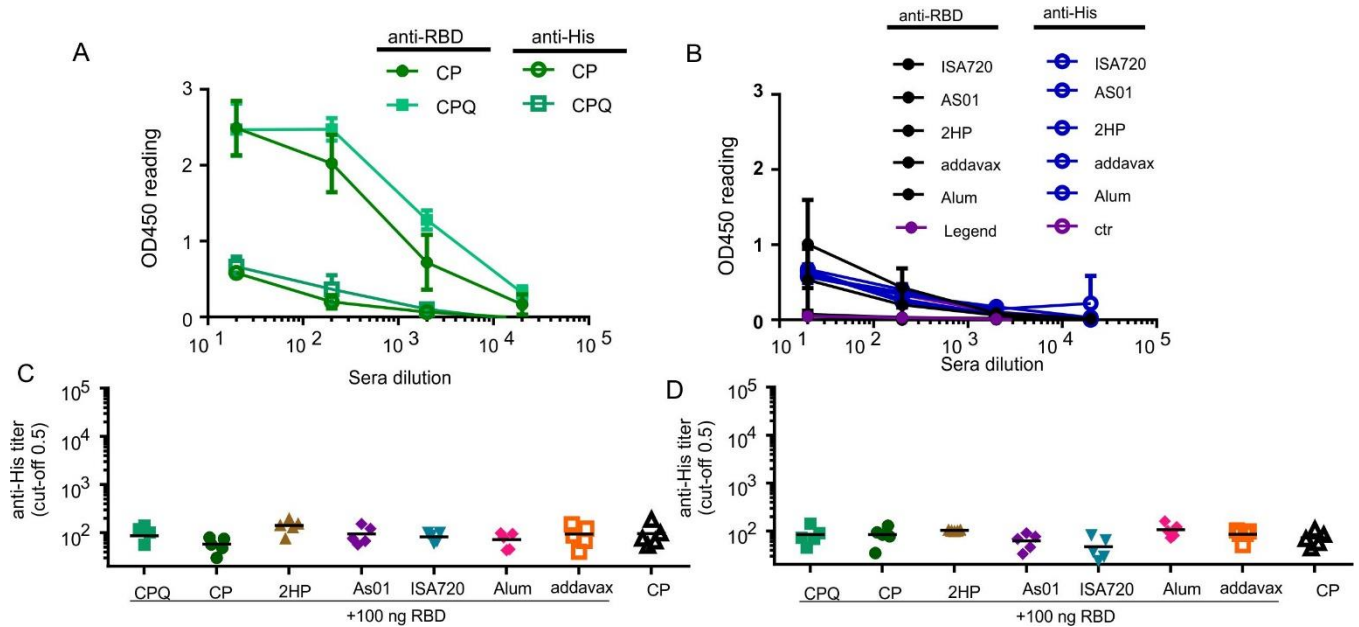 A
anti-RBD anti-His
CP CP
CPQ CPQ
OD450 reading
3
2
1
0
10^1 10^2 10^3 10^4 10^5
Sera dilution
B
anti-RBD anti-His
ISA720 ISA720
AS01 AS01
2HP 2HP
addavax addavax
Alum Alum
Legend ctr
OD450 reading
3
2
1
0
10^1 10^2 10^3 10^4 10^5
Sera dilution
C
anti-His titer
(cut-off 0.5)
10^5
10^4
10^3
10^2
CPQ CP 2HP As01 ISA720 Alum addavax CP
+100 ng RBD
D
anti-His titer
(cut-off 0.5)
10^5
10^4
10^3
10^2
CPQ CP 2HP As01 ISA720 Alum addavax CP
+100 ng RBD